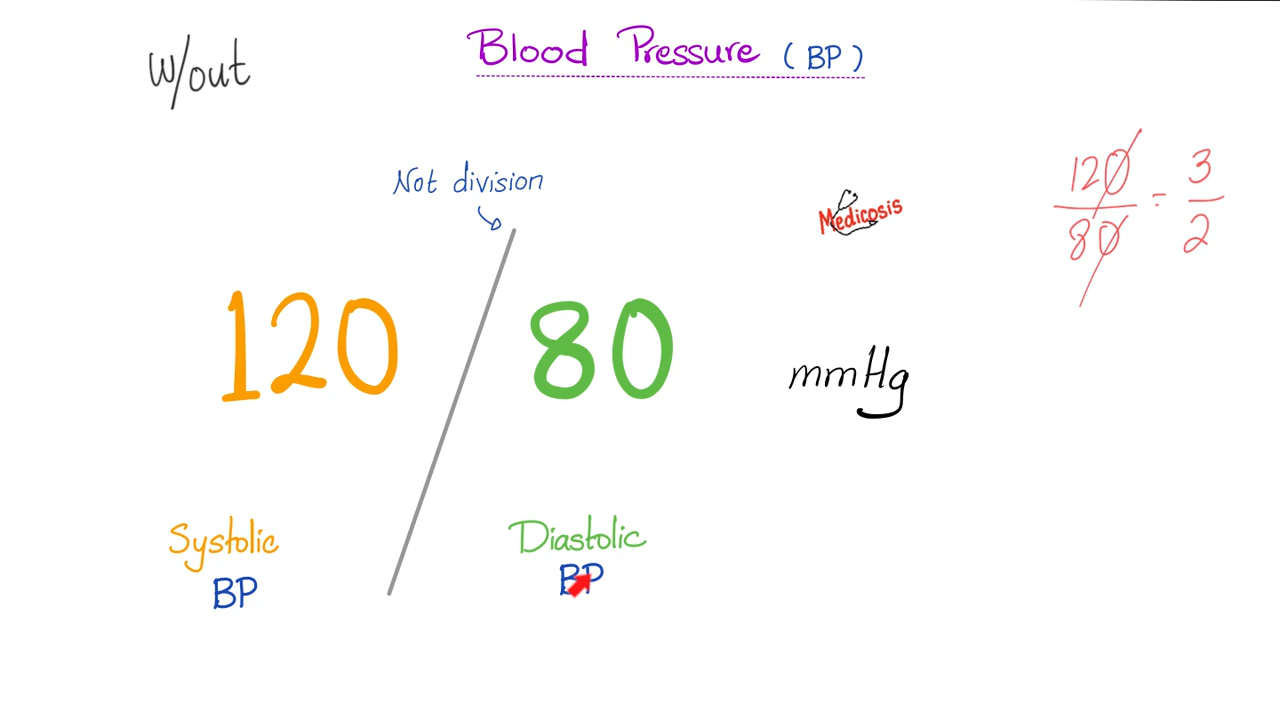 w/out
Blood Pressure (BP)
Not division
Medicosis
120 / 80 mmHg
120/80 = 3/2
Systolic
BP
Diastolic
BP